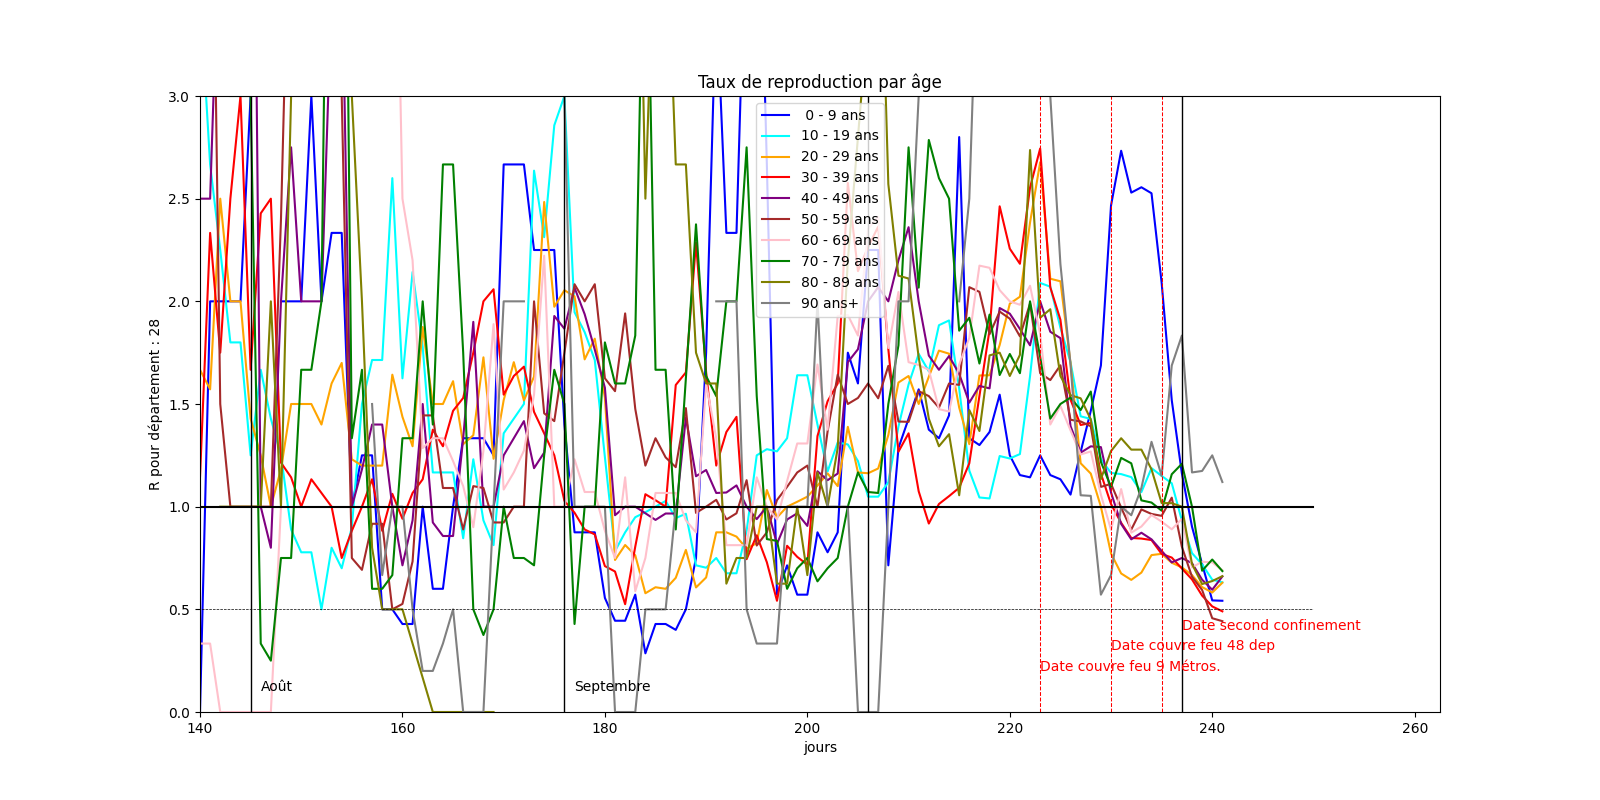 Taux de reproduction par âge
R pour département : 28
3.0
2.5
2.0
1.5
1.0
0.5
0.0
0 - 9 ans
10 - 19 ans
20 - 29 ans
30 - 39 ans
40 - 49 ans
50 - 59 ans
60 - 69 ans
70 - 79 ans
80 - 89 ans
90 ans+
Août
Septembre
Date second confinement
Date couvre feu 48 dep
Date couvre feu 9 Métros.
140
160
180
200
220
240
260
jours